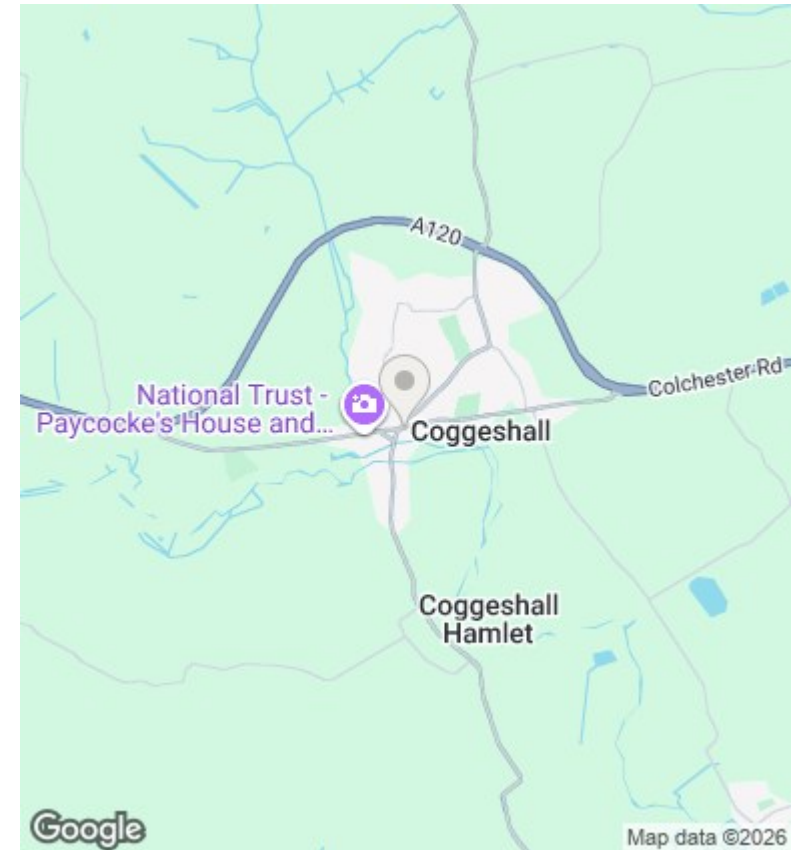 A120
Colchester Rd
National Trust -
Paycocke's House and...
Coggeshall
Coggeshall
Hamlet
Google
Map data ©2026